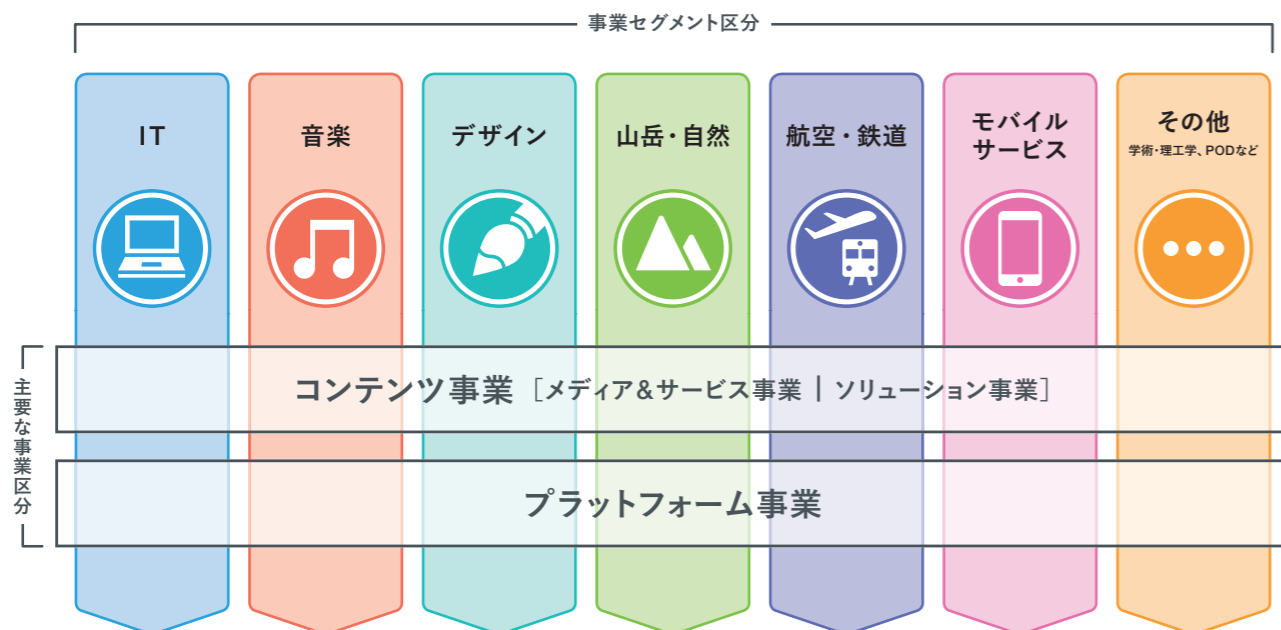 事業セグメント区分
IT
音楽
デザイン
山岳・自然
航空・鉄道
モバイル
サービス
その他
学術・理工学、PODなど
主要な事業区分
コンテンツ事業［メディア&サービス事業 | ソリューション事業］
プラットフォーム事業